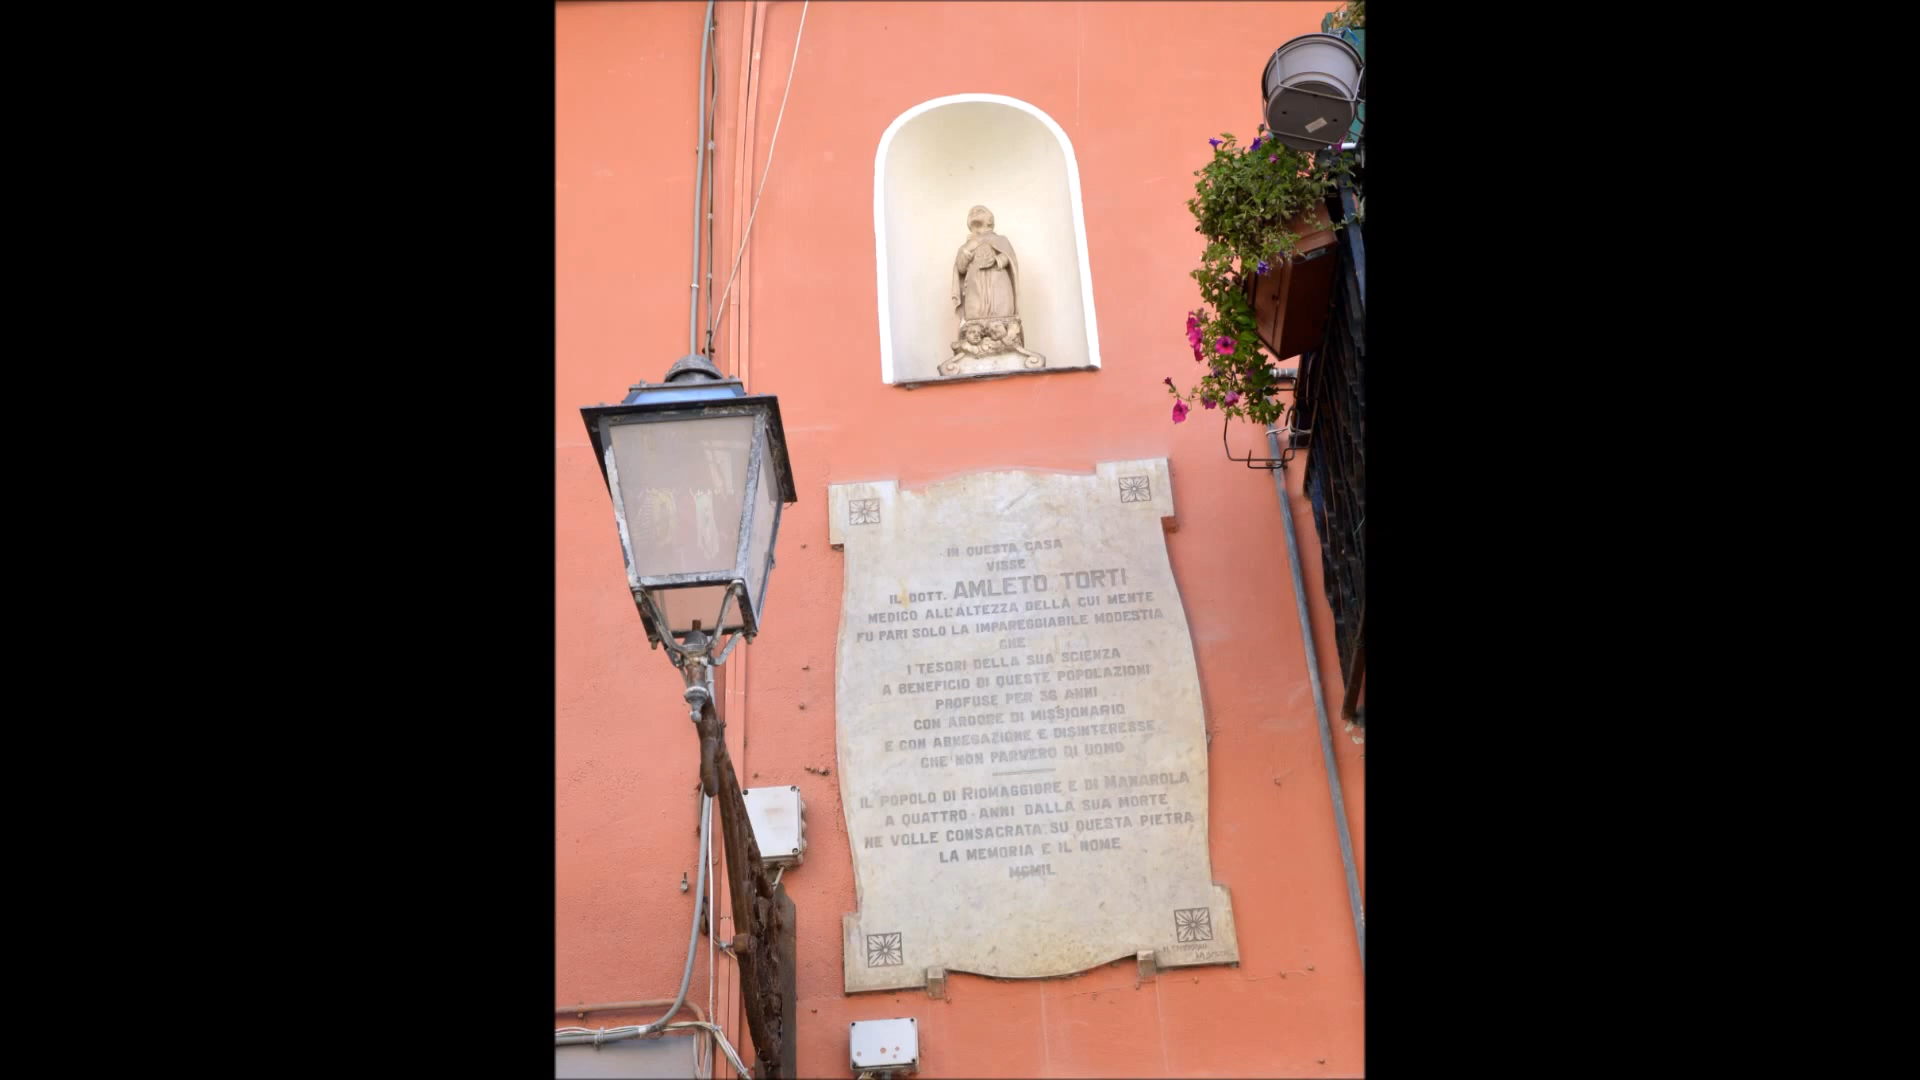 IN QUESTA CASA
VISSE
IL DOTT. AMLETO TORTI
MEDICO ALL'ALTEZZA DELLA CUI MENTE
FU PARI SOLO LA IMPAREGGIABILE MODESTIA
CHE
I TESORI DELLA SUA SCIENZA
A BENEFICIO DI QUESTE POPOLAZIONI
PROFUSE PER 36 ANNI
CON ARDORE DI MISSIONARIO
E CON ABNEGAZIONE E DISINTERESSE
CHE NON PARVERO DI UOMO
IL POPOLO DI RIOMAGGIORE E DI MANAROLA
A QUATTRO ANNI DALLA SUA MORTE
NE VOLLE CONSACRATA SU QUESTA PIETRA
LA MEMORIA E IL NOME
MCMIL